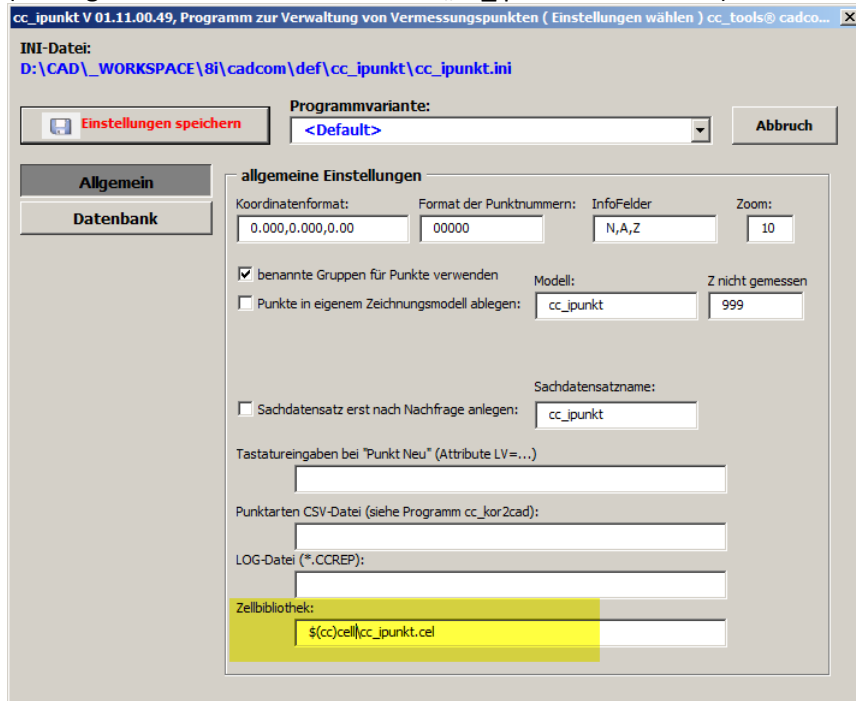 cc_ipunkt V 01.11.00.49, Programm zur Verwaltung von Vermessungspunkten ( Einstellungen wählen ) cc_tools® cadco... X
INI-Datei:
D:\CAD\_WORKSPACE\8i\cadcom\def\cc_ipunkt\cc_ipunkt.ini
Programmvariante:
Einstellungen speichern <Default> Abbruch
Allgemein
Datenbank
allgemeine Einstellungen
Koordinatenformat: Format der Punktnummern: InfoFelder Zoom:
0.000,0.000,0.00 00000 N,A,Z 10
benannte Gruppen für Punkte verwenden Modell: Z nicht gemessen
Punkte in eigenem Zeichnungsmodell ablegen: cc_ipunkt 999
Sachdatensatzname:
Sachdatensatz erst nach Nachfrage anlegen: cc_ipunkt
Tastatureingaben bei "Punkt Neu" (Attribute LV=...)
Punktarten CSV-Datei (siehe Programm cc_kor2cad):
LOG-Datei (*.CCREP):
Zellbibliothek:
$(cc)cell\cc_ipunkt.cel